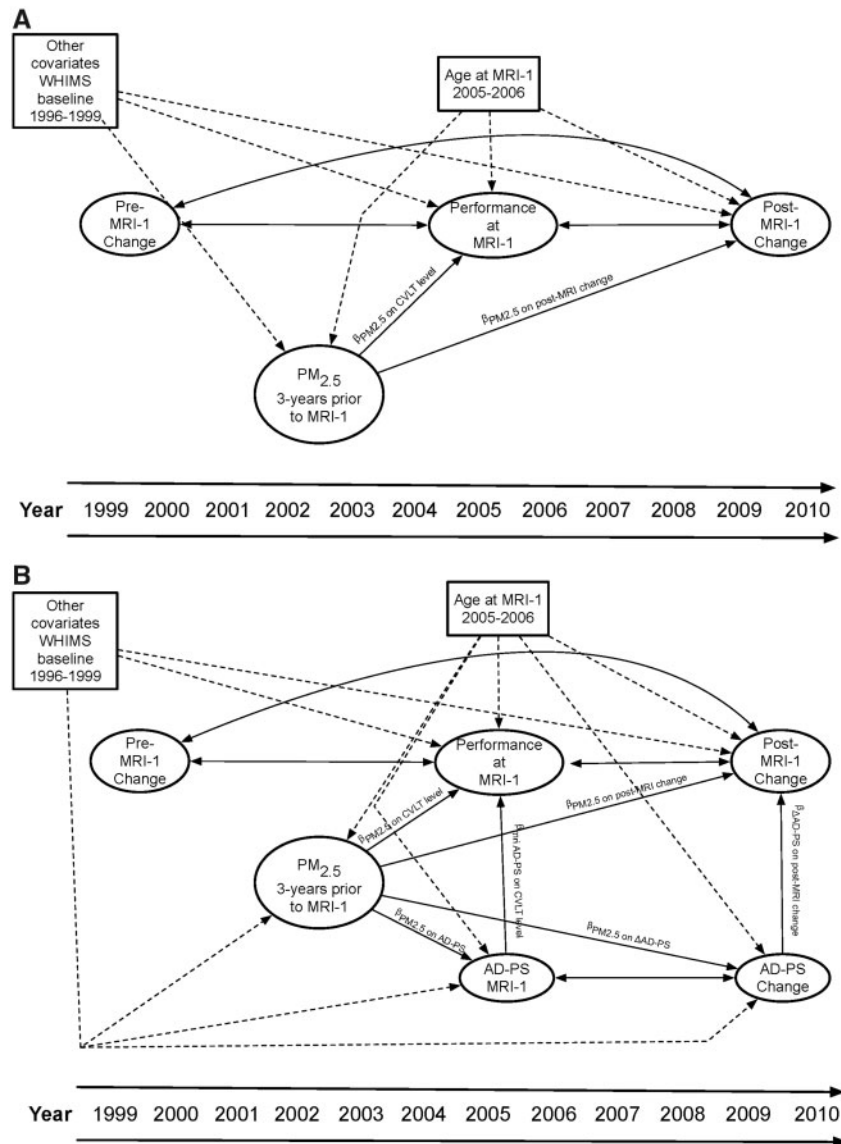 A
Other
covariates
WHIMS
baseline
1996-1999
Age at MRI-1
2005-2006
Pre-
MRI-1
Change
Performance
at
MRI-1
Post-
MRI-1
Change
βPM2.5 on CVLT level
βPM2.5 on post-MRI change
PM2.5
3-years prior
to MRI-1
Year 1999 2000 2001 2002 2003 2004 2005 2006 2007 2008 2009 2010
B
Other
covariates
WHIMS
baseline
1996-1999
Age at MRI-1
2005-2006
Pre-
MRI-1
Change
Performance
at
MRI-1
Post-
MRI-1
Change
βPM2.5 on CVLT level
βPM2.5 on post-MRI change
βmri AD-PS on CVLT
level
βΔAD-PS on post-MRI change
PM2.5
3-years prior
to MRI-1
βPM2.5 on AD-PS
βPM2.5 on ΔAD-PS
AD-PS
MRI-1
AD-PS
Change
Year 1999 2000 2001 2002 2003 2004 2005 2006 2007 2008 2009 2010